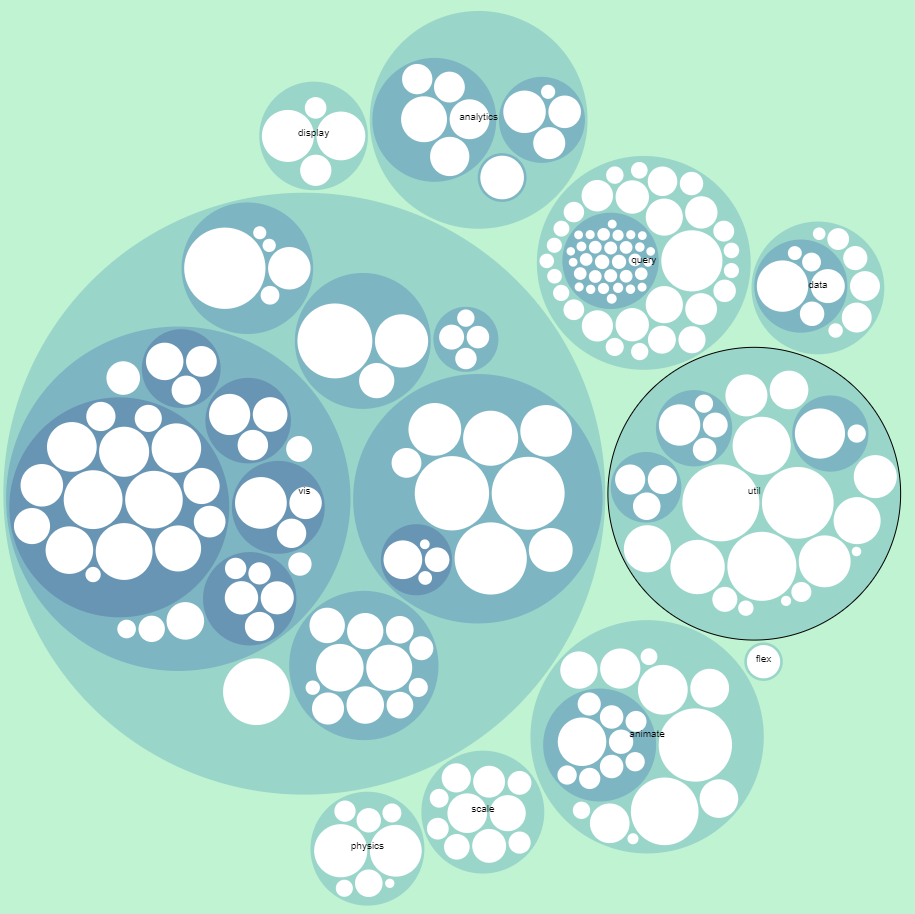 analytics
display
query
data
vis
util
flex
animate
scale
physics